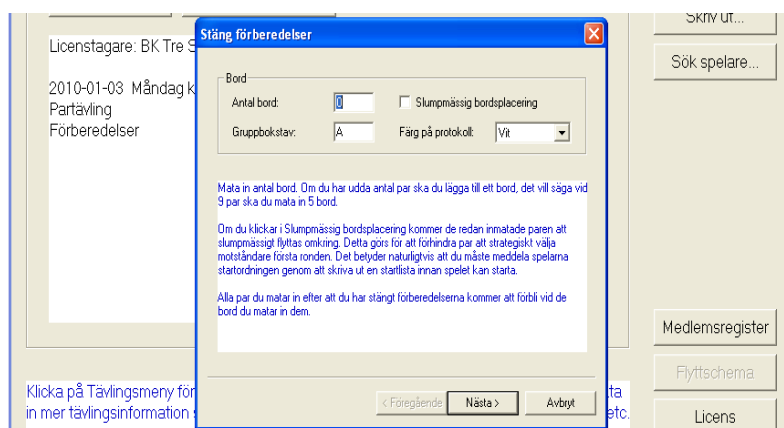 Skriv ut...
Stäng förberedelser
Licenstagare: BK Tre S
Sök spelare...
Bord
2010-01-03 Måndag k
Antal bord: 0 Slumpmässig bordsplacering
Partävling
Förberedelser
Gruppbokstav: A Färg på protokoll: Vit
Mata in antal bord. Om du har udda antal par ska du lägga till ett bord, det vill säga vid
9 par ska du mata in 5 bord.
Om du klickar i Slumpmässig bordsplacering kommer de redan inmatade paren att
slumpmässigt flyttas omkring. Detta görs för att förhindra par att strategiskt välja
motståndare första ronden. Det betyder naturligtvis att du måste meddela spelarna
startordningen genom att skriva ut en startlista innan spelet kan starta.
Alla par du matar in efter att du har stängt förberedelserna kommer att förbli vid de
bord du matar in dem.
Medlemsregister
Flyttschema
Klicka på Tävlingsmeny för
ta
< Föregående Nästa > Avbryt
in mer tävlingsinformation s
etc.
Licens